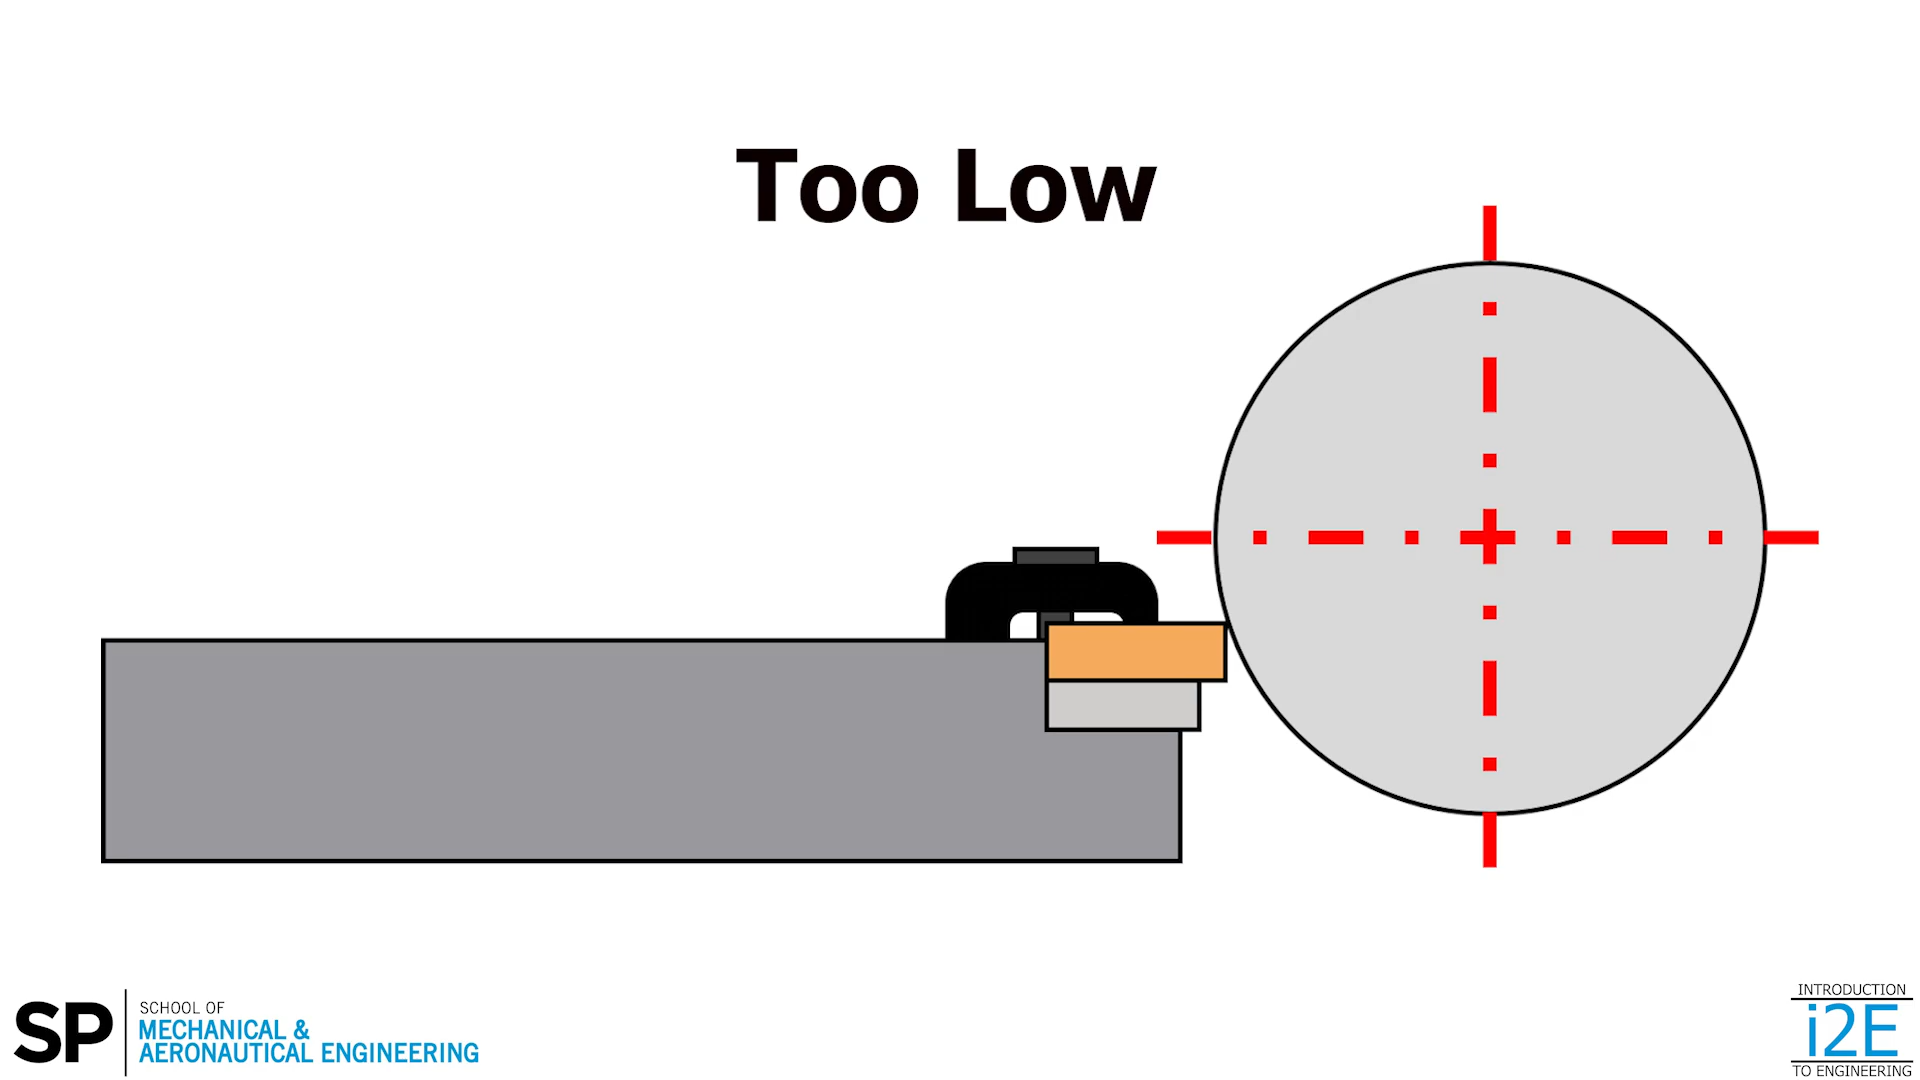 Too Low
SP
SCHOOL OF
MECHANICAL &
AERONAUTICAL ENGINEERING
INTRODUCTION
i2E
TO ENGINEERING